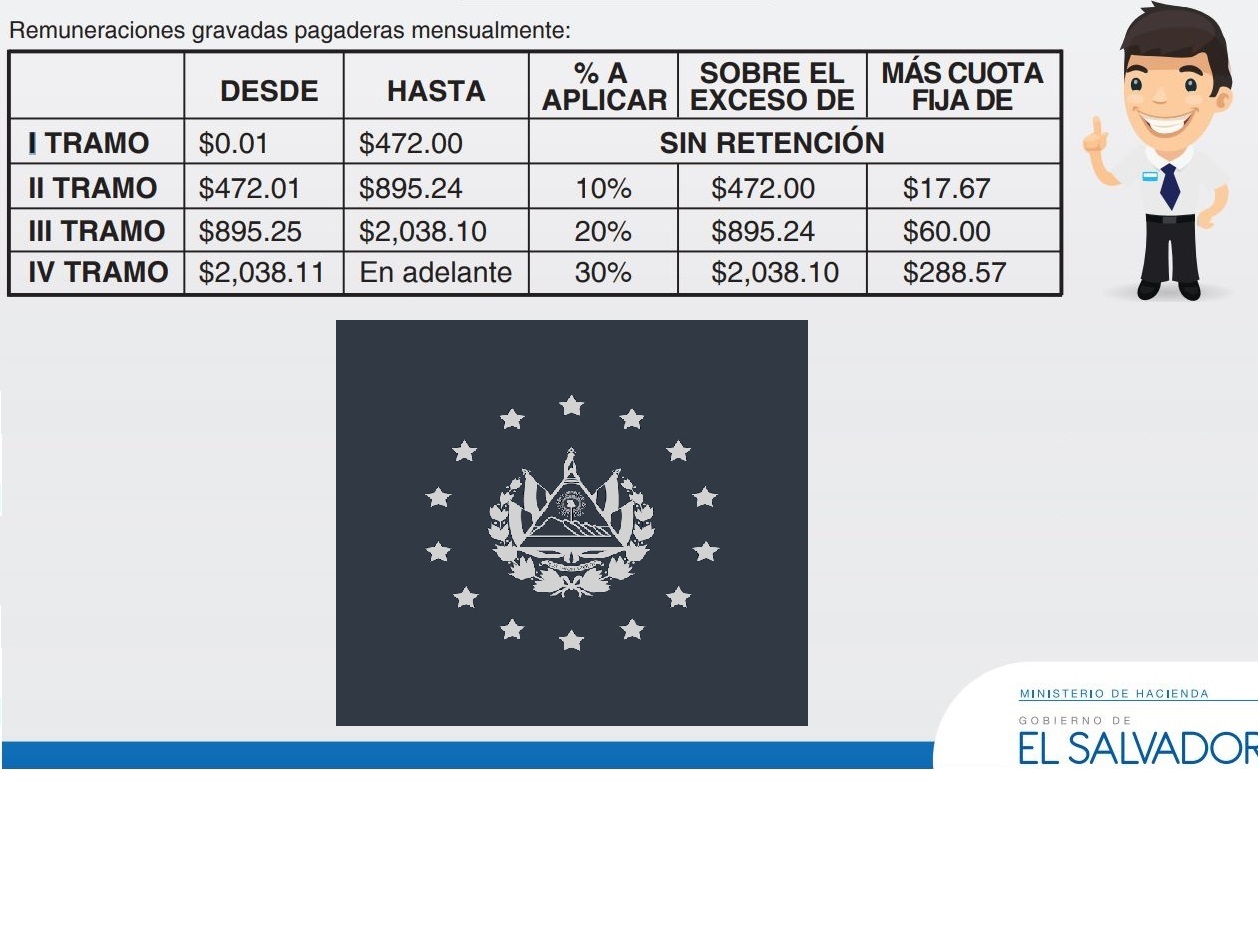 Remuneraciones gravadas pagaderas mensualmente:
DESDE HASTA % A APLICAR SOBRE EL EXCESO DE MÁS CUOTA FIJA DE
I TRAMO $0.01 $472.00 SIN RETENCIÓN
II TRAMO $472.01 $895.24 10% $472.00 $17.67
III TRAMO $895.25 $2,038.10 20% $895.24 $60.00
IV TRAMO $2,038.11 En adelante 30% $2,038.10 $288.57
MINISTERIO DE HACIENDA
GOBIERNO DE
EL SALVADOR